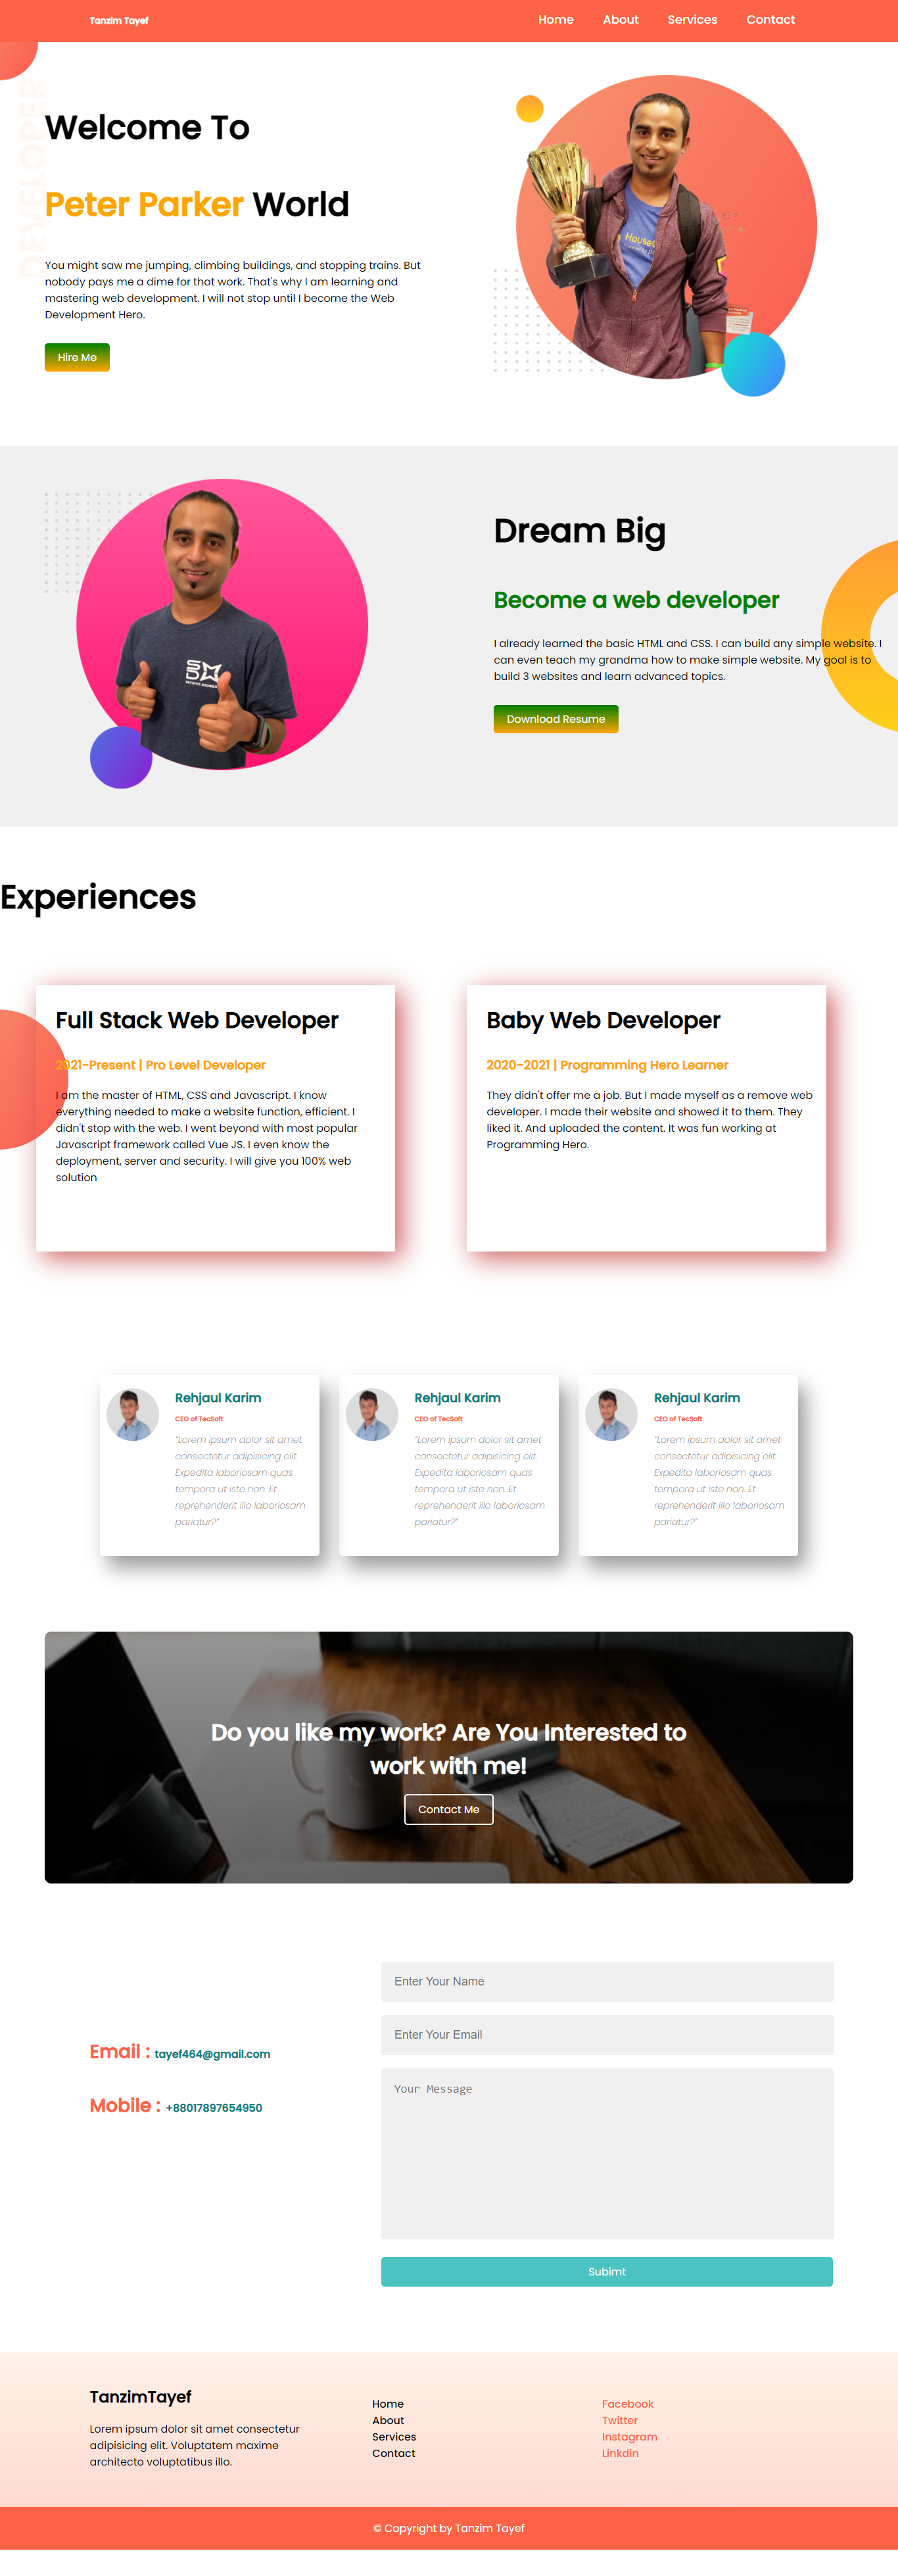 Tanzim Tayef
Home About Services Contact
DEVELOPER
Welcome To
Peter Parker World
You might saw me jumping, climbing buildings, and stopping trains. But
nobody pays me a dime for that work. That's why I am learning and
mastering web development. I will not stop until I become the Web
Development Hero.
Hire Me
Dream Big
Become a web developer
I already learned the basic HTML and CSS. I can build any simple website. I
can even teach my grandma how to make simple website. My goal is to
build 3 websites and learn advanced topics.
Download Resume
Experiences
Full Stack Web Developer
2021-Present | Pro Level Developer
I am the master of HTML, CSS and Javascript. I know
everything needed to make a website function, efficient. I
didn't stop with the web. I went beyond with most popular
Javascript framework called Vue JS. I even know the
deployment, server and security. I will give you 100% web
solution
Baby Web Developer
2020-2021 | Programming Hero Learner
They didn't offer me a job. But I made myself as a remove web
developer. I made their website and showed it to them. They
liked it. And uploaded the content. It was fun working at
Programming Hero.
Rehjaul Karim
CEO of TecSoft
"Lorem ipsum dolor sit amet
consectetur adipisicing elit.
Expedita laboriosam quas
tempora ut iste non. Et
reprehenderit illo laboriosam
pariatur?"
Rehjaul Karim
CEO of TecSoft
"Lorem ipsum dolor sit amet
consectetur adipisicing elit.
Expedita laboriosam quas
tempora ut iste non. Et
reprehenderit illo laboriosam
pariatur?"
Rehjaul Karim
CEO of TecSoft
"Lorem ipsum dolor sit amet
consectetur adipisicing elit.
Expedita laboriosam quas
tempora ut iste non. Et
reprehenderit illo laboriosam
pariatur?"
Do you like my work? Are You Interested to
work with me!
Contact Me
Email : tayef464@gmail.com
Mobile : +88017897654950
Enter Your Name
Enter Your Email
Your Message
Subimt
TanzimTayef
Lorem ipsum dolor sit amet consectetur
adipisicing elit. Voluptatem maxime
architecto voluptatibus illo.
Home
About
Services
Contact
Facebook
Twitter
Instagram
Linkdin
© Copyright by Tanzim Tayef